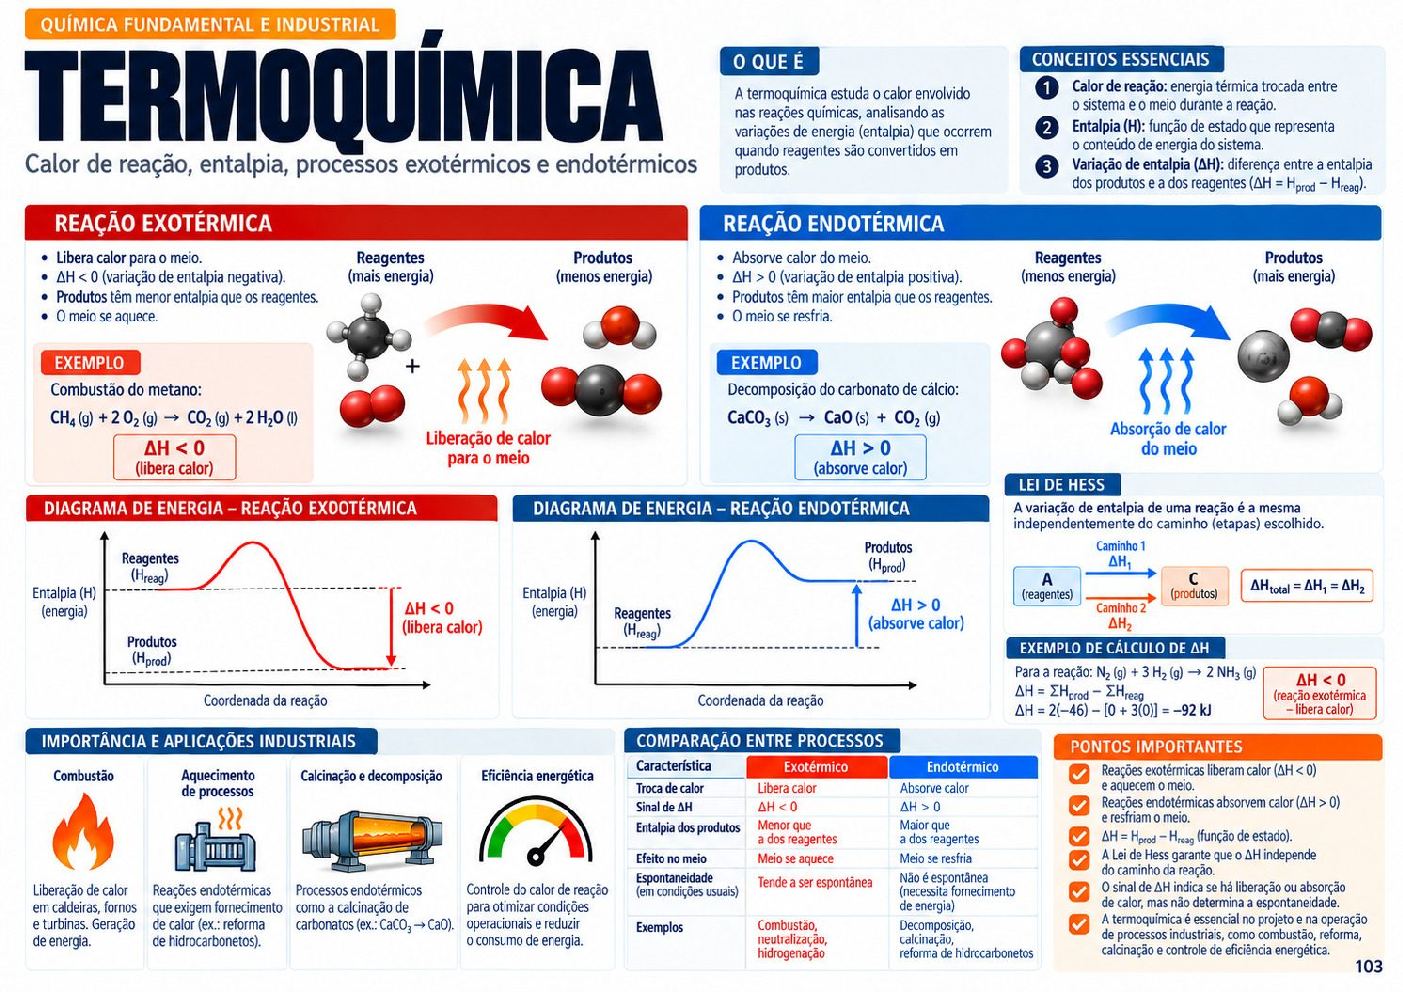 QUÍMICA FUNDAMENTAL E INDUSTRIAL
TERMOQUÍMICA
Calor de reação, entalpia, processos exotérmicos e endotérmicos
O QUE É
A termoquímica estuda o calor envolvido
nas reações químicas, analisando as
variações de energia (entalpia) que ocorrem
quando reagentes são convertidos em
produtos.
CONCEITOS ESSENCIAIS
1 Calor de reação: energia térmica trocada entre
o sistema e o meio durante a reação.
2 Entalpia (H): função de estado que representa
o conteúdo de energia do sistema.
3 Variação de entalpia (ΔH): diferença entre a entalpia
dos produtos e a dos reagentes (ΔH = Hprod – Hreag).
REAÇÃO EXOTÉRMICA
• Libera calor para o meio.
• ΔH < 0 (variação de entalpia negativa).
• Produtos têm menor entalpia que os reagentes.
• O meio se aquece.
Reagentes
(mais energia)
Produtos
(menos energia)
+
EXEMPLO
Combustão do metano:
CH₄ (g) + 2 O₂ (g) → CO₂ (g) + 2 H₂O (l)
ΔH < 0
(libera calor)
Liberação de calor
para o meio
REAÇÃO ENDOTÉRMICA
• Absorve calor do meio.
• ΔH > 0 (variação de entalpia positiva).
• Produtos têm maior entalpia que os reagentes.
• O meio se resfria.
Reagentes
(menos energia)
Produtos
(mais energia)
EXEMPLO
Decomposição do carbonato de cálcio:
CaCO₃ (s) → CaO (s) + CO₂ (g)
ΔH > 0
(absorve calor)
Absorção de calor
do meio
DIAGRAMA DE ENERGIA – REAÇÃO EXOOTÉRMICA
Entalpia (H)
(energia)
Reagentes
(Hreag)
Produtos
(Hprod)
ΔH < 0
(libera calor)
Coordenada da reação
DIAGRAMA DE ENERGIA – REAÇÃO ENDOTÉRMICA
Entalpia (H)
(energia)
Reagentes
(Hreag)
Produtos
(Hprod)
ΔH > 0
(absorve calor)
Coordenada da reação
LEI DE HESS
A variação de entalpia de uma reação é a mesma
independentemente do caminho (etapas) escolhido.
Caminho 1
ΔH₁
A
(reagentes)
C
(produtos)
Caminho 2
ΔH₂
ΔHtotal = ΔH₁ = ΔH₂
EXEMPLO DE CÁLCULO DE ΔH
Para a reação: N₂ (g) + 3 H₂ (g) → 2 NH₃ (g)
ΔH = ΣHprod – ΣHreag
ΔH = 2(–46) – [0 + 3(0)] = –92 kJ
ΔH < 0
(reação exotérmica
– libera calor)
IMPORTÂNCIA E APLICAÇÕES INDUSTRIAIS
Combustão
Liberação de calor
em caldeiras, fornos
e turbinas. Geração
de energia.
Aquecimento
de processos
Reações endotérmicas
que exigem fornecimento
de calor (ex.: reforma
de hidrocarbonetos).
Calcinação e decomposição
Processos endotérmicos
como a calcinação de
carbonatos (ex.: CaCO₃ → CaO).
Eficiência energética
Controle do calor de reação
para otimizar condições
operacionais e reduzir
o consumo de energia.
COMPARAÇÃO ENTRE PROCESSOS
Característica Exotérmico Endotérmico
Troca de calor Libera calor Absorve calor
Sinal de ΔH ΔH < 0 ΔH > 0
Entalpia dos produtos Menor que Maior que
a dos reagentes a dos reagentes
Efeito no meio Meio se aquece Meio se resfria
Espontaneidade Tende a ser espontânea Não é espontânea
(em condições usuais) (necessita fornecimento
de energia)
Exemplos Combustão, Decomposição,
neutralização, calcinação,
hidrogenação reforma de hidrocarbonetos
PONTOS IMPORTANTES
Reações exotérmicas liberam calor (ΔH < 0)
e aquecem o meio.
Reações endotérmicas absorvem calor (ΔH > 0)
e resfriam o meio.
ΔH = Hprod – Hreag (função de estado).
A Lei de Hess garante que o ΔH independe
do caminho da reação.
O sinal de ΔH indica se há liberação ou absorção
de calor, mas não determina a espontaneidade.
A termoquímica é essencial no projeto e na operação
de processos industriais, como combustão, reforma,
calcinação e controle de eficiência energética.
103